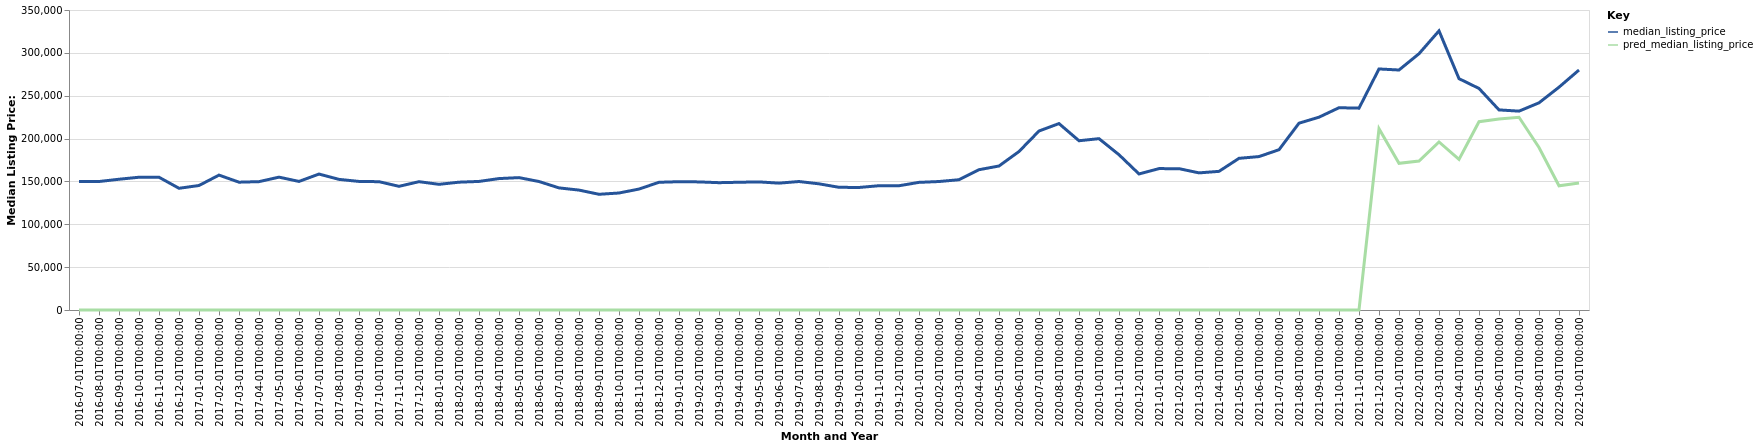 350,000
300,000
250,000
200,000
150,000
100,000
50,000
0
Median Listing Price:
2016-07-01T00:00:00
2016-08-01T00:00:00
2016-09-01T00:00:00
2016-10-01T00:00:00
2016-11-01T00:00:00
2016-12-01T00:00:00
2017-01-01T00:00:00
2017-02-01T00:00:00
2017-03-01T00:00:00
2017-04-01T00:00:00
2017-05-01T00:00:00
2017-06-01T00:00:00
2017-07-01T00:00:00
2017-08-01T00:00:00
2017-09-01T00:00:00
2017-10-01T00:00:00
2017-11-01T00:00:00
2017-12-01T00:00:00
2018-01-01T00:00:00
2018-02-01T00:00:00
2018-03-01T00:00:00
2018-04-01T00:00:00
2018-05-01T00:00:00
2018-06-01T00:00:00
2018-07-01T00:00:00
2018-08-01T00:00:00
2018-09-01T00:00:00
2018-10-01T00:00:00
2018-11-01T00:00:00
2018-12-01T00:00:00
2019-01-01T00:00:00
2019-02-01T00:00:00
2019-03-01T00:00:00
2019-04-01T00:00:00
2019-05-01T00:00:00
2019-06-01T00:00:00
2019-07-01T00:00:00
2019-08-01T00:00:00
2019-09-01T00:00:00
2019-10-01T00:00:00
2019-11-01T00:00:00
2019-12-01T00:00:00
2020-01-01T00:00:00
2020-02-01T00:00:00
2020-03-01T00:00:00
2020-04-01T00:00:00
2020-05-01T00:00:00
2020-06-01T00:00:00
2020-07-01T00:00:00
2020-08-01T00:00:00
2020-09-01T00:00:00
2020-10-01T00:00:00
2020-11-01T00:00:00
2020-12-01T00:00:00
2021-01-01T00:00:00
2021-02-01T00:00:00
2021-03-01T00:00:00
2021-04-01T00:00:00
2021-05-01T00:00:00
2021-06-01T00:00:00
2021-07-01T00:00:00
2021-08-01T00:00:00
2021-09-01T00:00:00
2021-10-01T00:00:00
2021-11-01T00:00:00
2021-12-01T00:00:00
2022-01-01T00:00:00
2022-02-01T00:00:00
2022-03-01T00:00:00
2022-04-01T00:00:00
2022-05-01T00:00:00
2022-06-01T00:00:00
2022-07-01T00:00:00
2022-08-01T00:00:00
2022-09-01T00:00:00
2022-10-01T00:00:00
Month and Year
Key
median_listing_price
pred_median_listing_price